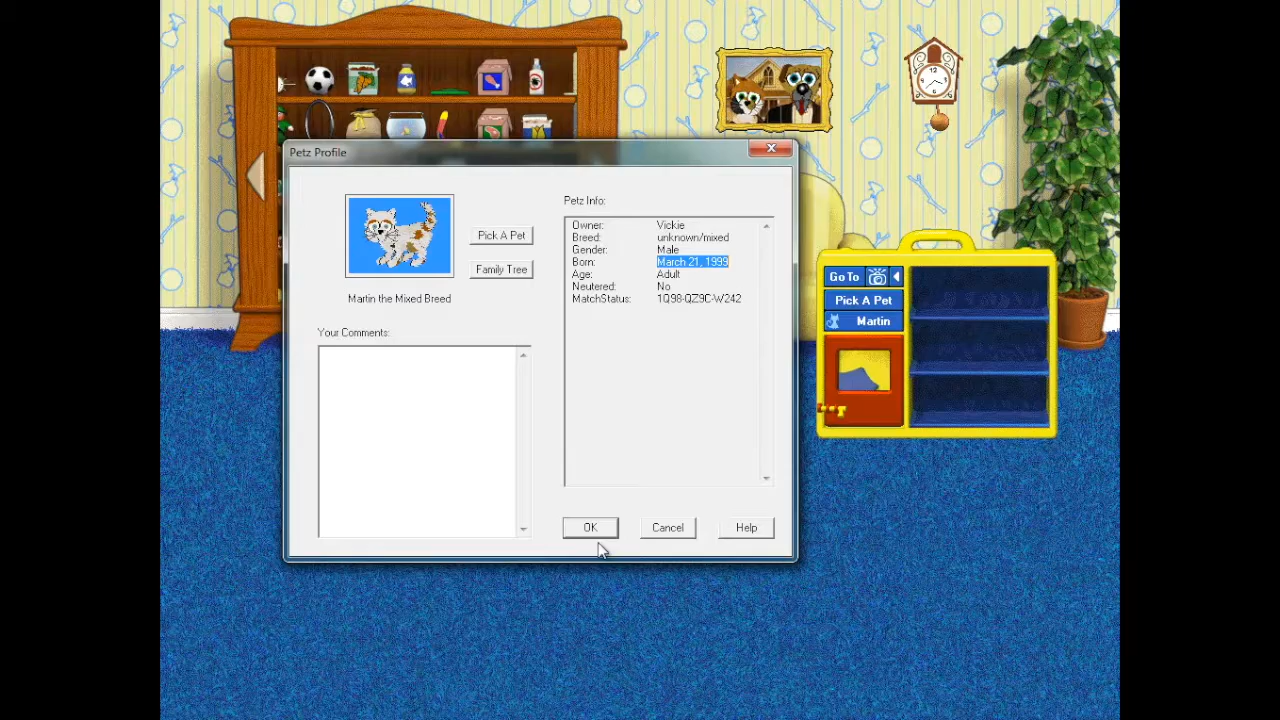 Petz Profile
Pick A Pet
Family Tree
Martin the Mixed Breed
Your Comments:
Petz Info:
Owner: Vickie
Breed: unknown/mixed
Gender: Male
Born: March 21, 1999
Age: Adult
Neutered: No
MatchStatus: 1Q98-QZ9C-W242
OK
Cancel
Help
Go To
Pick A Pet
Martin